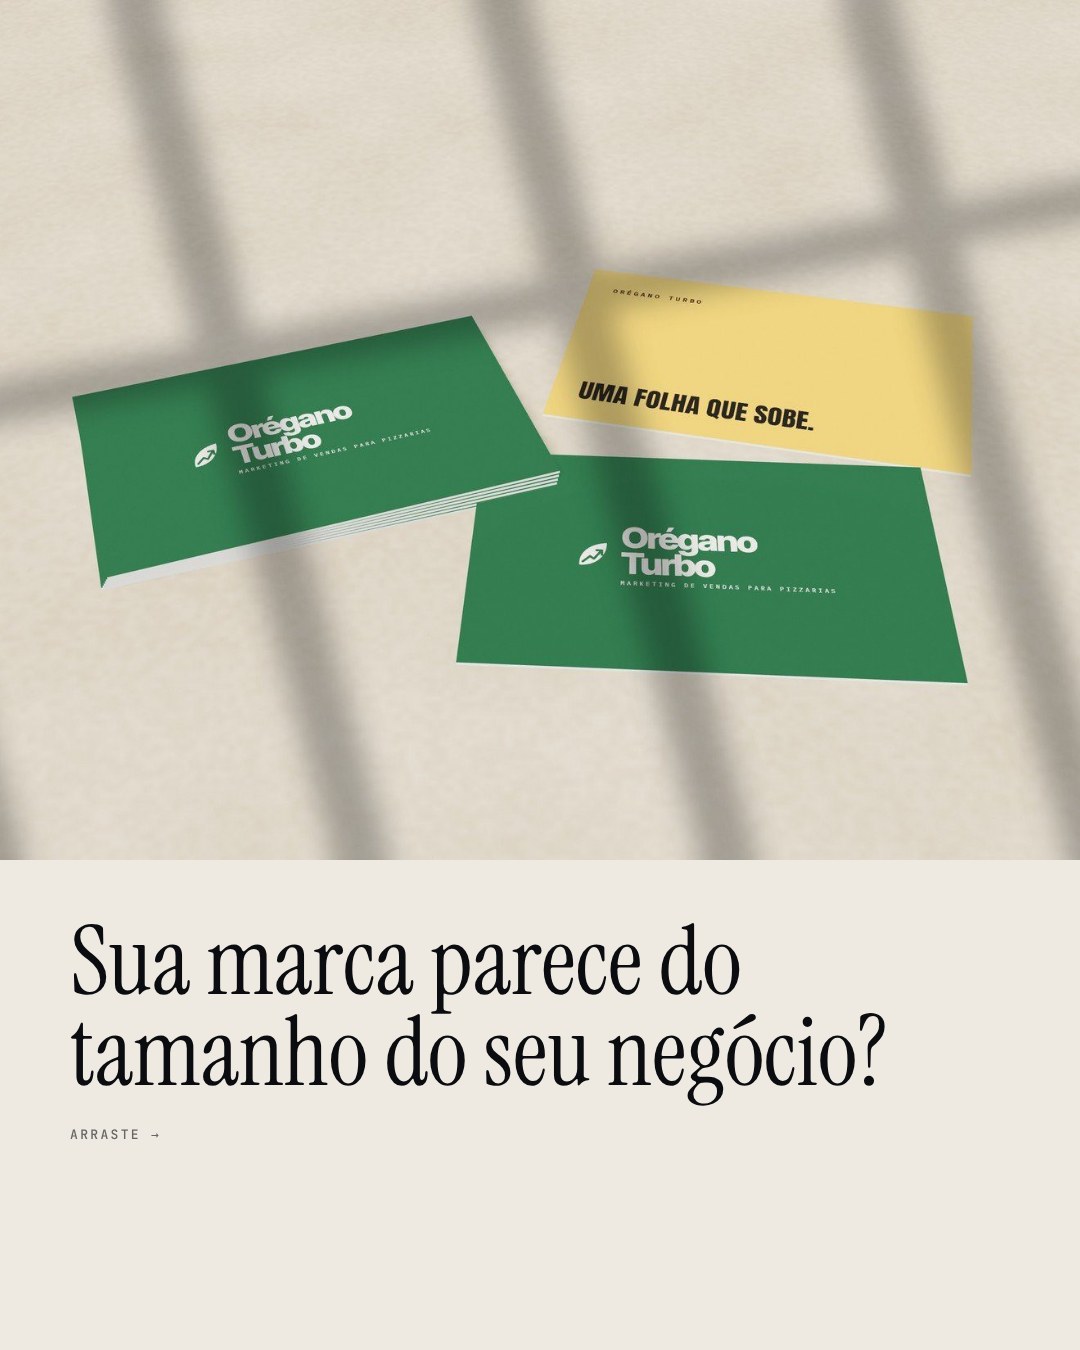 ORÉGANO TURBO
UMA FOLHA QUE SOBE.
Orégano
Turbo
MARKETING DE VENDAS PARA PIZZARIAS
Orégano
Turbo
MARKETING DE VENDAS PARA PIZZARIAS
Sua marca parece do
tamanho do seu negócio?
ARRASTE →